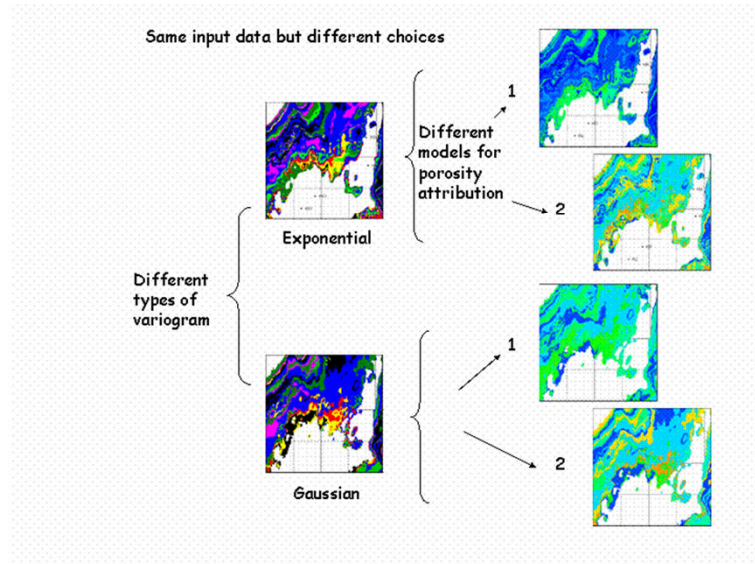 Same input data but different choices
Different
types of
variogram
Exponential
Different
models for
porosity
attribution
1
2
Gaussian
1
2